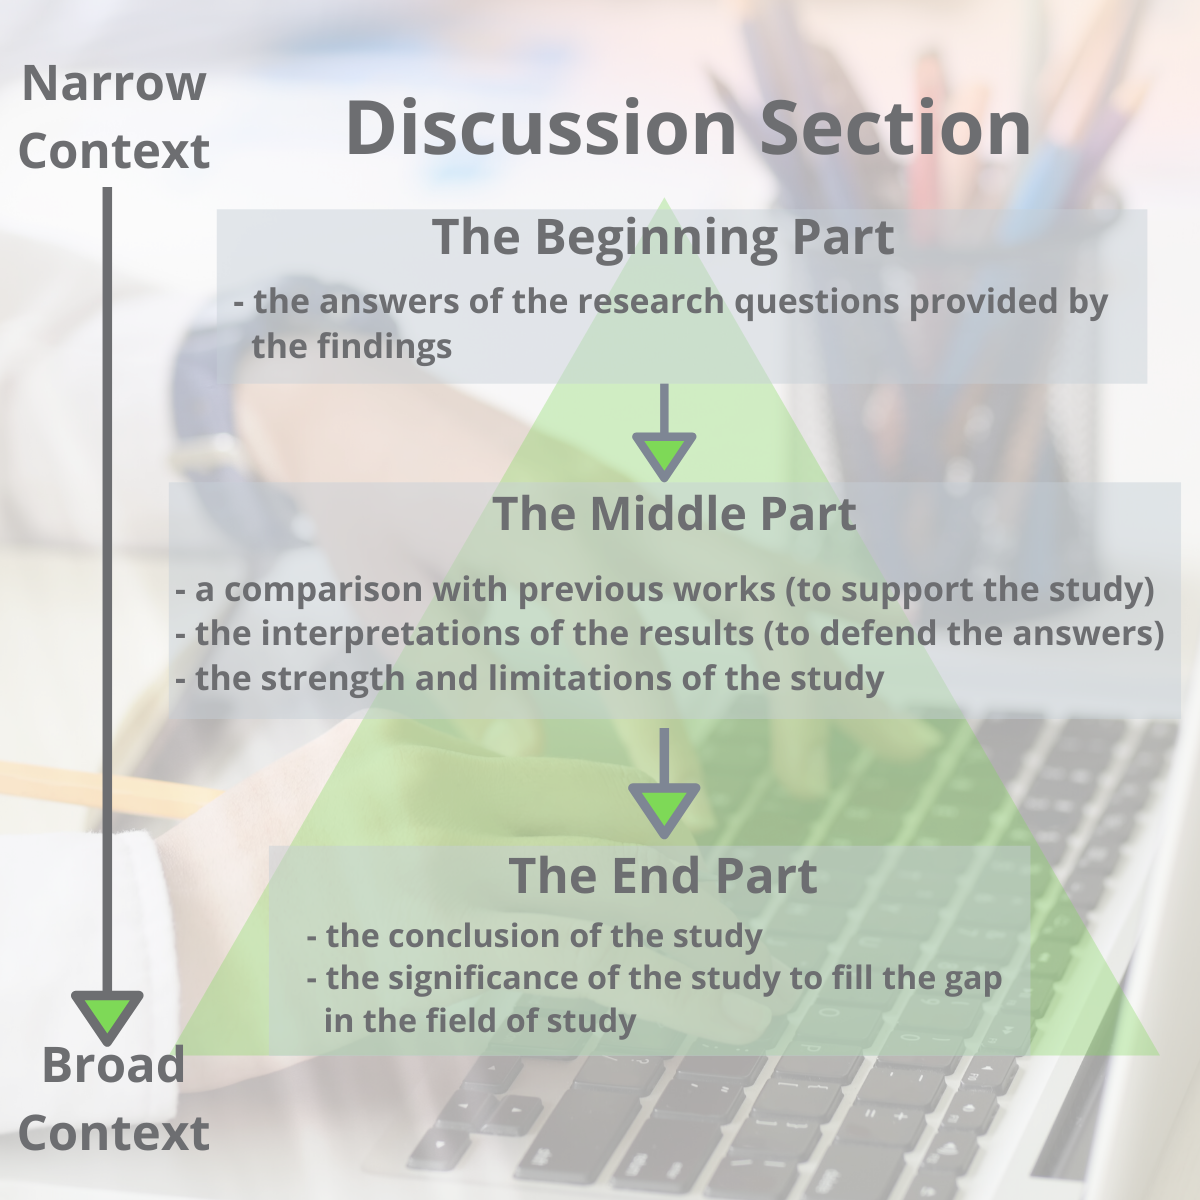 Narrow
Context
Discussion Section
The Beginning Part
- the answers of the research questions provided by
the findings
The Middle Part
- a comparison with previous works (to support the study)
- the interpretations of the results (to defend the answers)
- the strength and limitations of the study
The End Part
- the conclusion of the study
- the significance of the study to fill the gap
in the field of study
Broad
Context